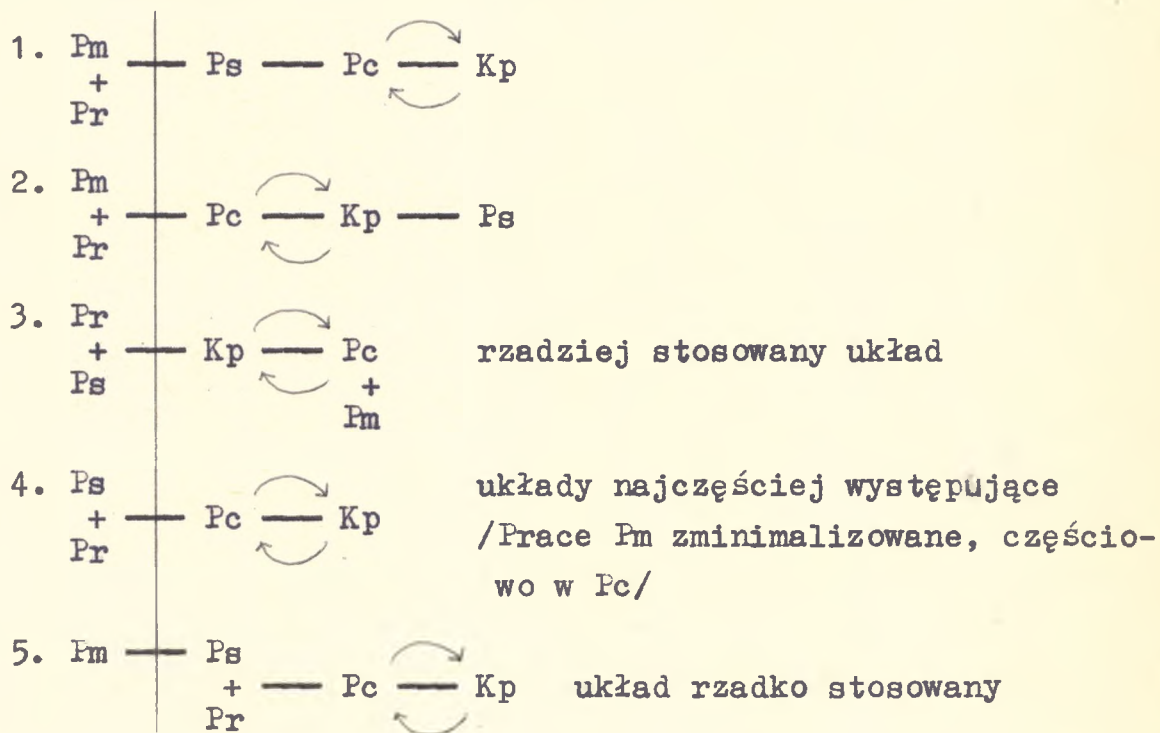 1. Pm
+ — Ps — Pc — Kp
Pr
2. Pm
+ — Pc — Kp — Ps
Pr
3. Pr
+ — Kp — Pc rzadziej stosowany układ
Ps +
Pm
4. Ps układy najczęściej występujące
+ — Pc — Kp /Prace Pm zminimalizowane, częścio-
Pr wo w Pc/
5. Pm — Ps
+ — Pc — Kp układ rzadko stosowany
Pr